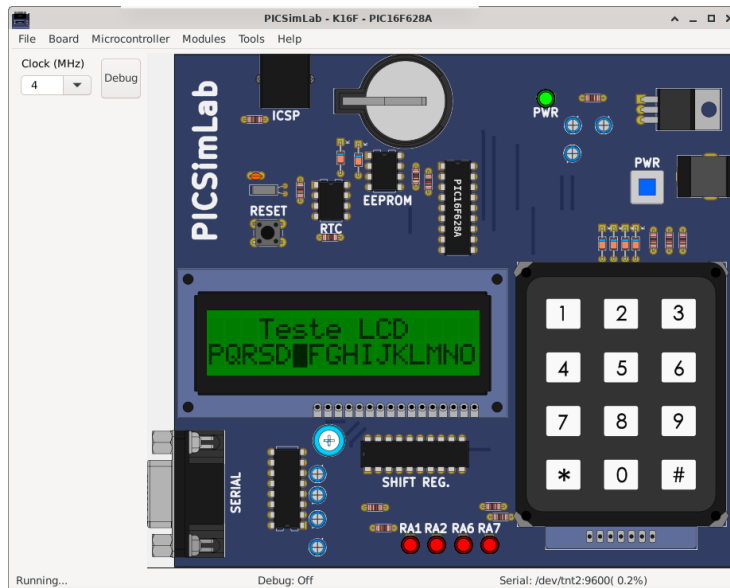 PICSimLab - K16F - PIC16F628A
File Board Microcontroller Modules Tools Help
Clock (MHz)
4
Debug
PICSimLab
ICSP
PWR
PWR
RESET
RTC
EEPROM
PIC16F628A
Teste LCD
PQRSD█FGHIJKLMNO
1 2 3
4 5 6
7 8 9
* 0 #
SERIAL
SHIFT REG.
RA1 RA2 RA6 RA7
Running... Debug: Off Serial: /dev/tnt2:9600( 0.2%)